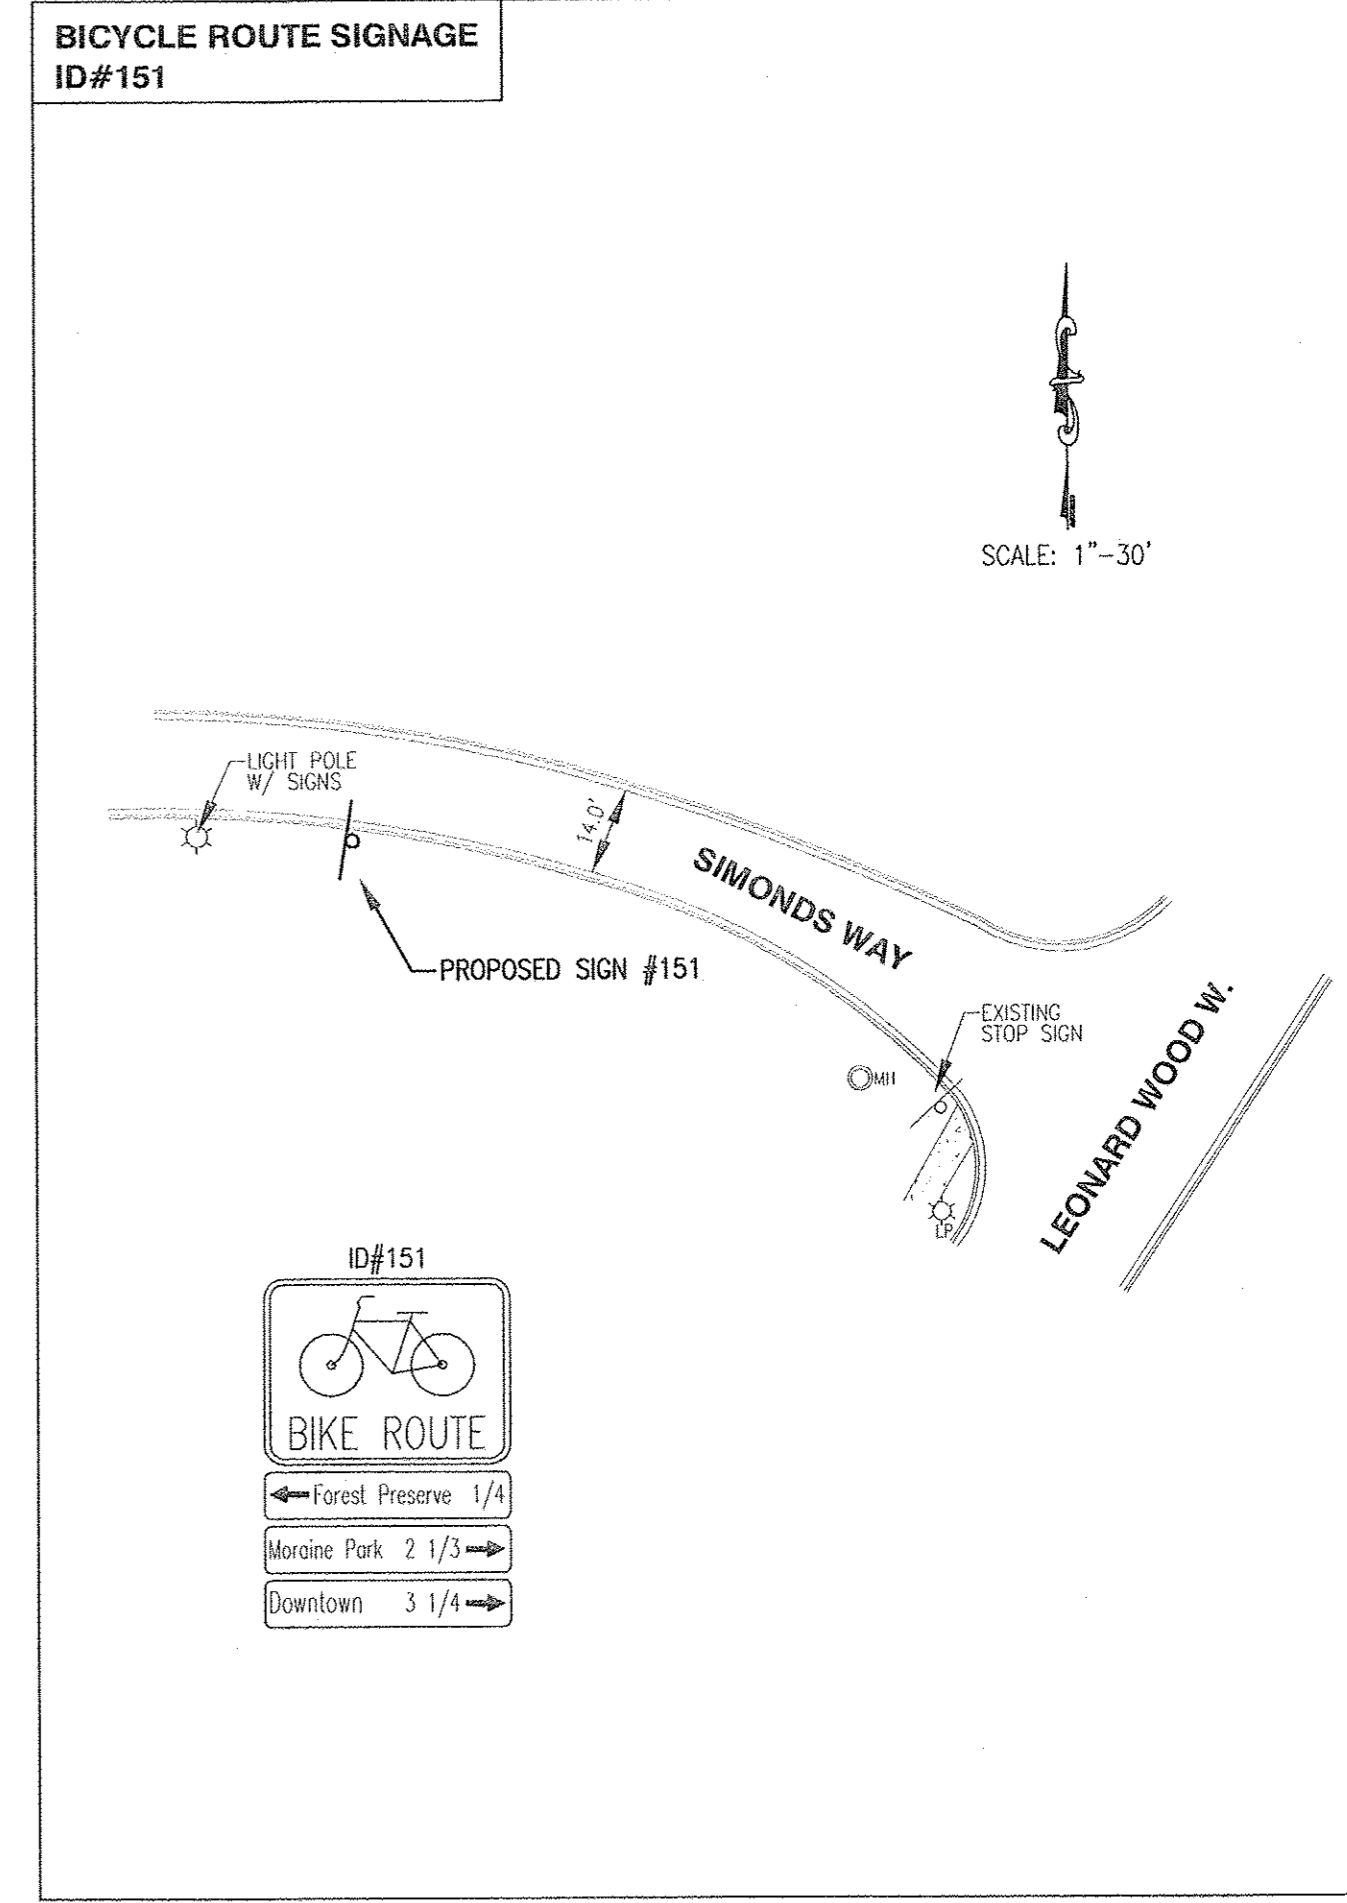 BICYCLE ROUTE SIGNAGE
ID#151
SCALE: 1"-30'
LIGHT POLE
W/ SIGNS
14.0'
SIMONDS WAY
PROPOSED SIGN #151
EXISTING
STOP SIGN
MH
LEONARD WOOD W.
LP
ID#151
BIKE ROUTE
Forest Preserve 1/4
Moraine Park 2 1/3
Downtown 3 1/4